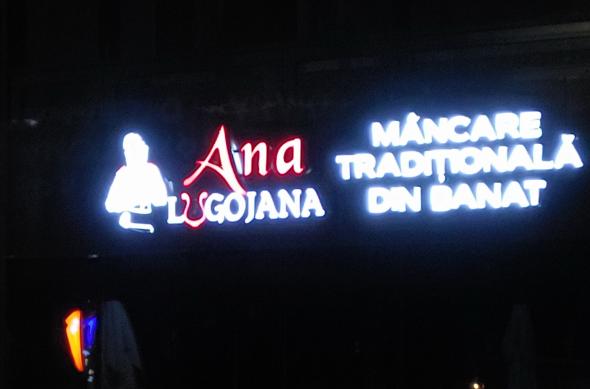 Ana
LUGOJANA
MÂNCARE
TRADIȚIONALĂ
DIN BANAT